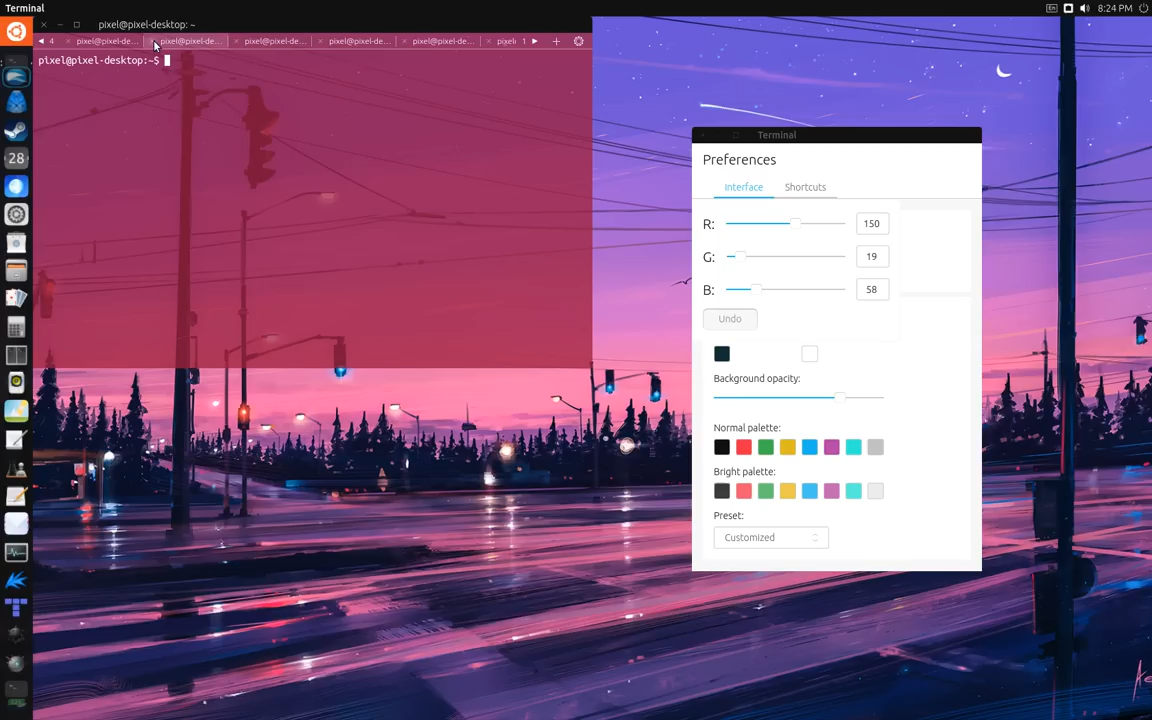 Terminal
En
8:24 PM
pixel@pixel-desktop: ~
4
pixel@pixel-de...
pixel@pixel-de...
pixel@pixel-de...
pixel@pixel-de...
pixel@pixel-de...
pixel
1
pixel@pixel-desktop:~$
28
Terminal
Preferences
Interface
Shortcuts
R:
150
G:
19
B:
58
Undo
Background opacity:
Normal palette:
Bright palette:
Preset:
Customized